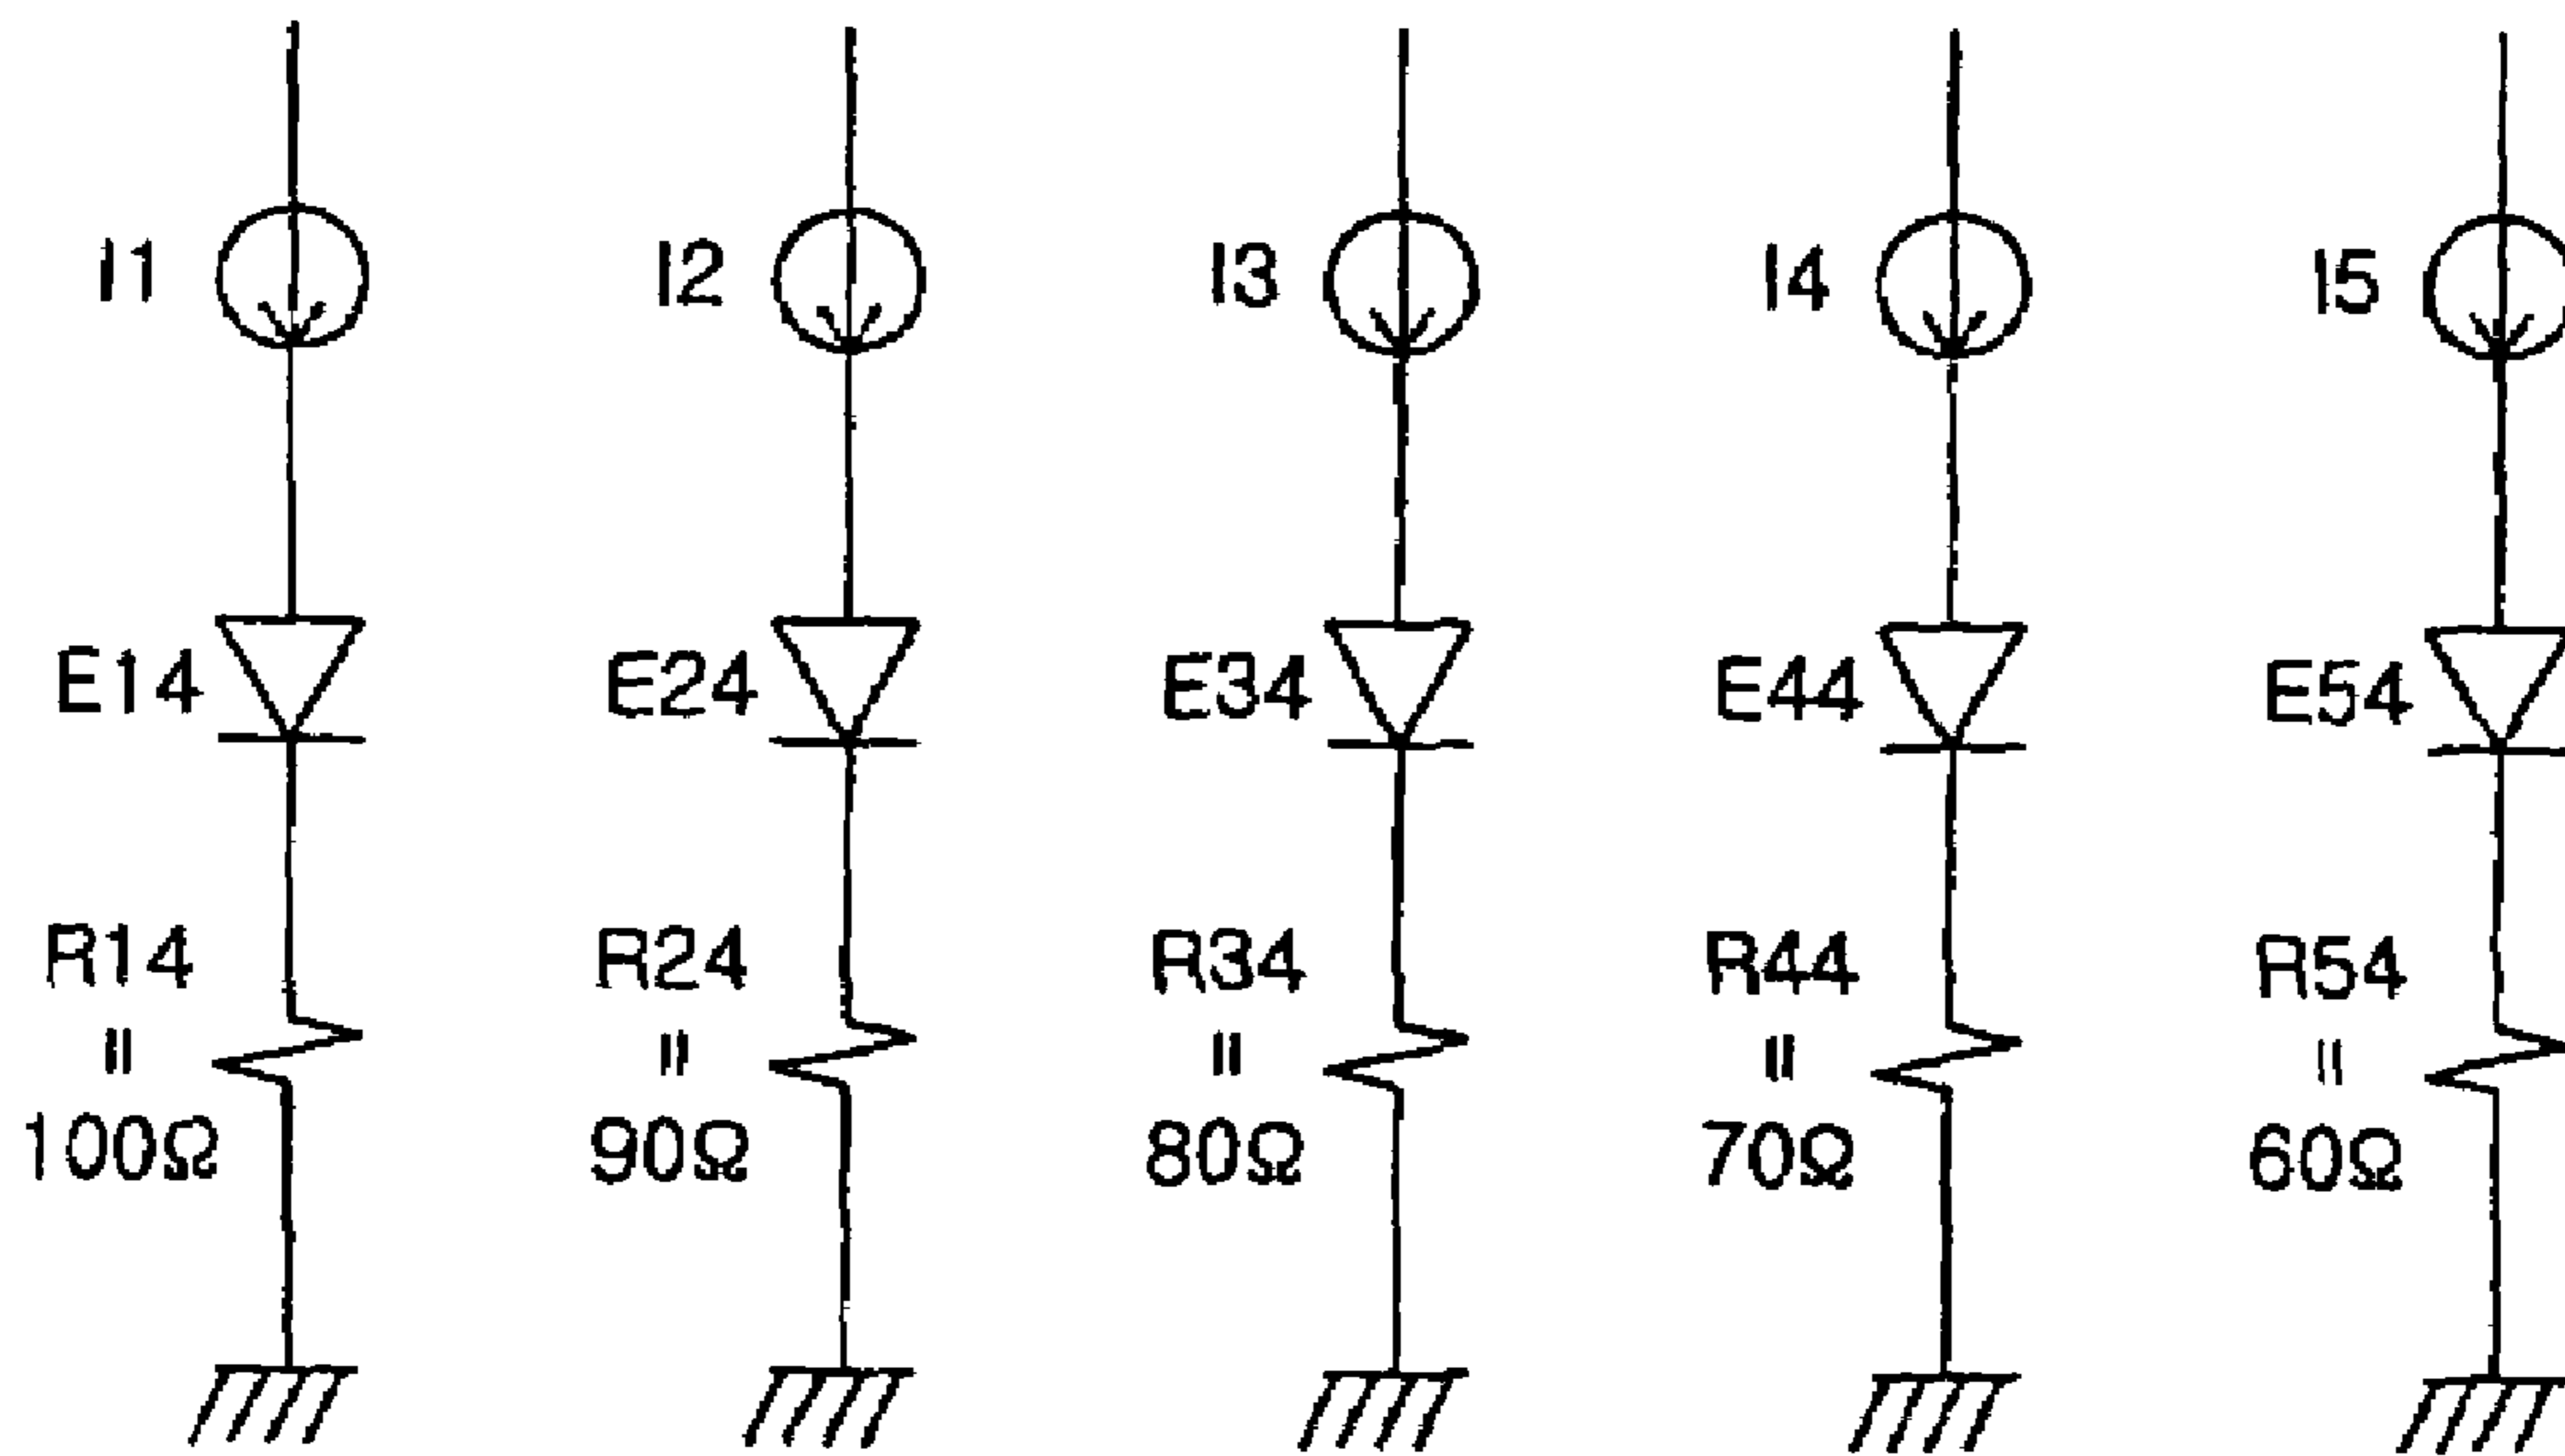 I1 I2 I3 I4 I5
E14 E24 E34 E44 E54
R14 R24 R34 R44 R54
= = = = =
100Ω 90Ω 80Ω 70Ω 60Ω